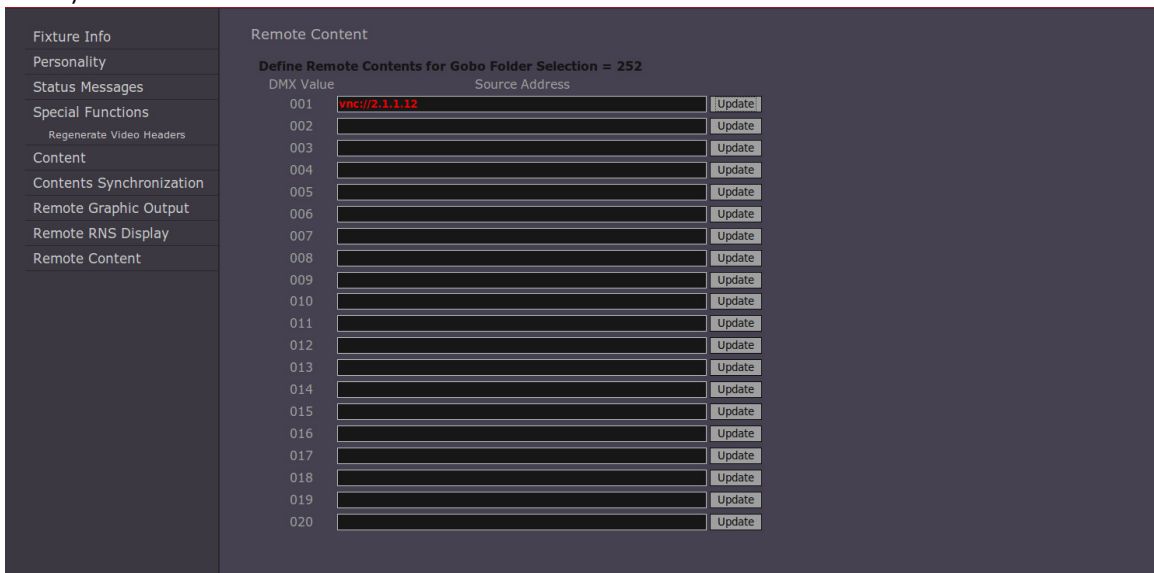 Fixture Info
Personality
Status Messages
Special Functions
Regenerate Video Headers
Content
Contents Synchronization
Remote Graphic Output
Remote RNS Display
Remote Content
Remote Content
Define Remote Contents for Gobo Folder Selection = 252
DMX Value Source Address
001 vnc://2.1.1.12 Update
002 Update
003 Update
004 Update
005 Update
006 Update
007 Update
008 Update
009 Update
010 Update
011 Update
012 Update
013 Update
014 Update
015 Update
016 Update
017 Update
018 Update
019 Update
020 Update